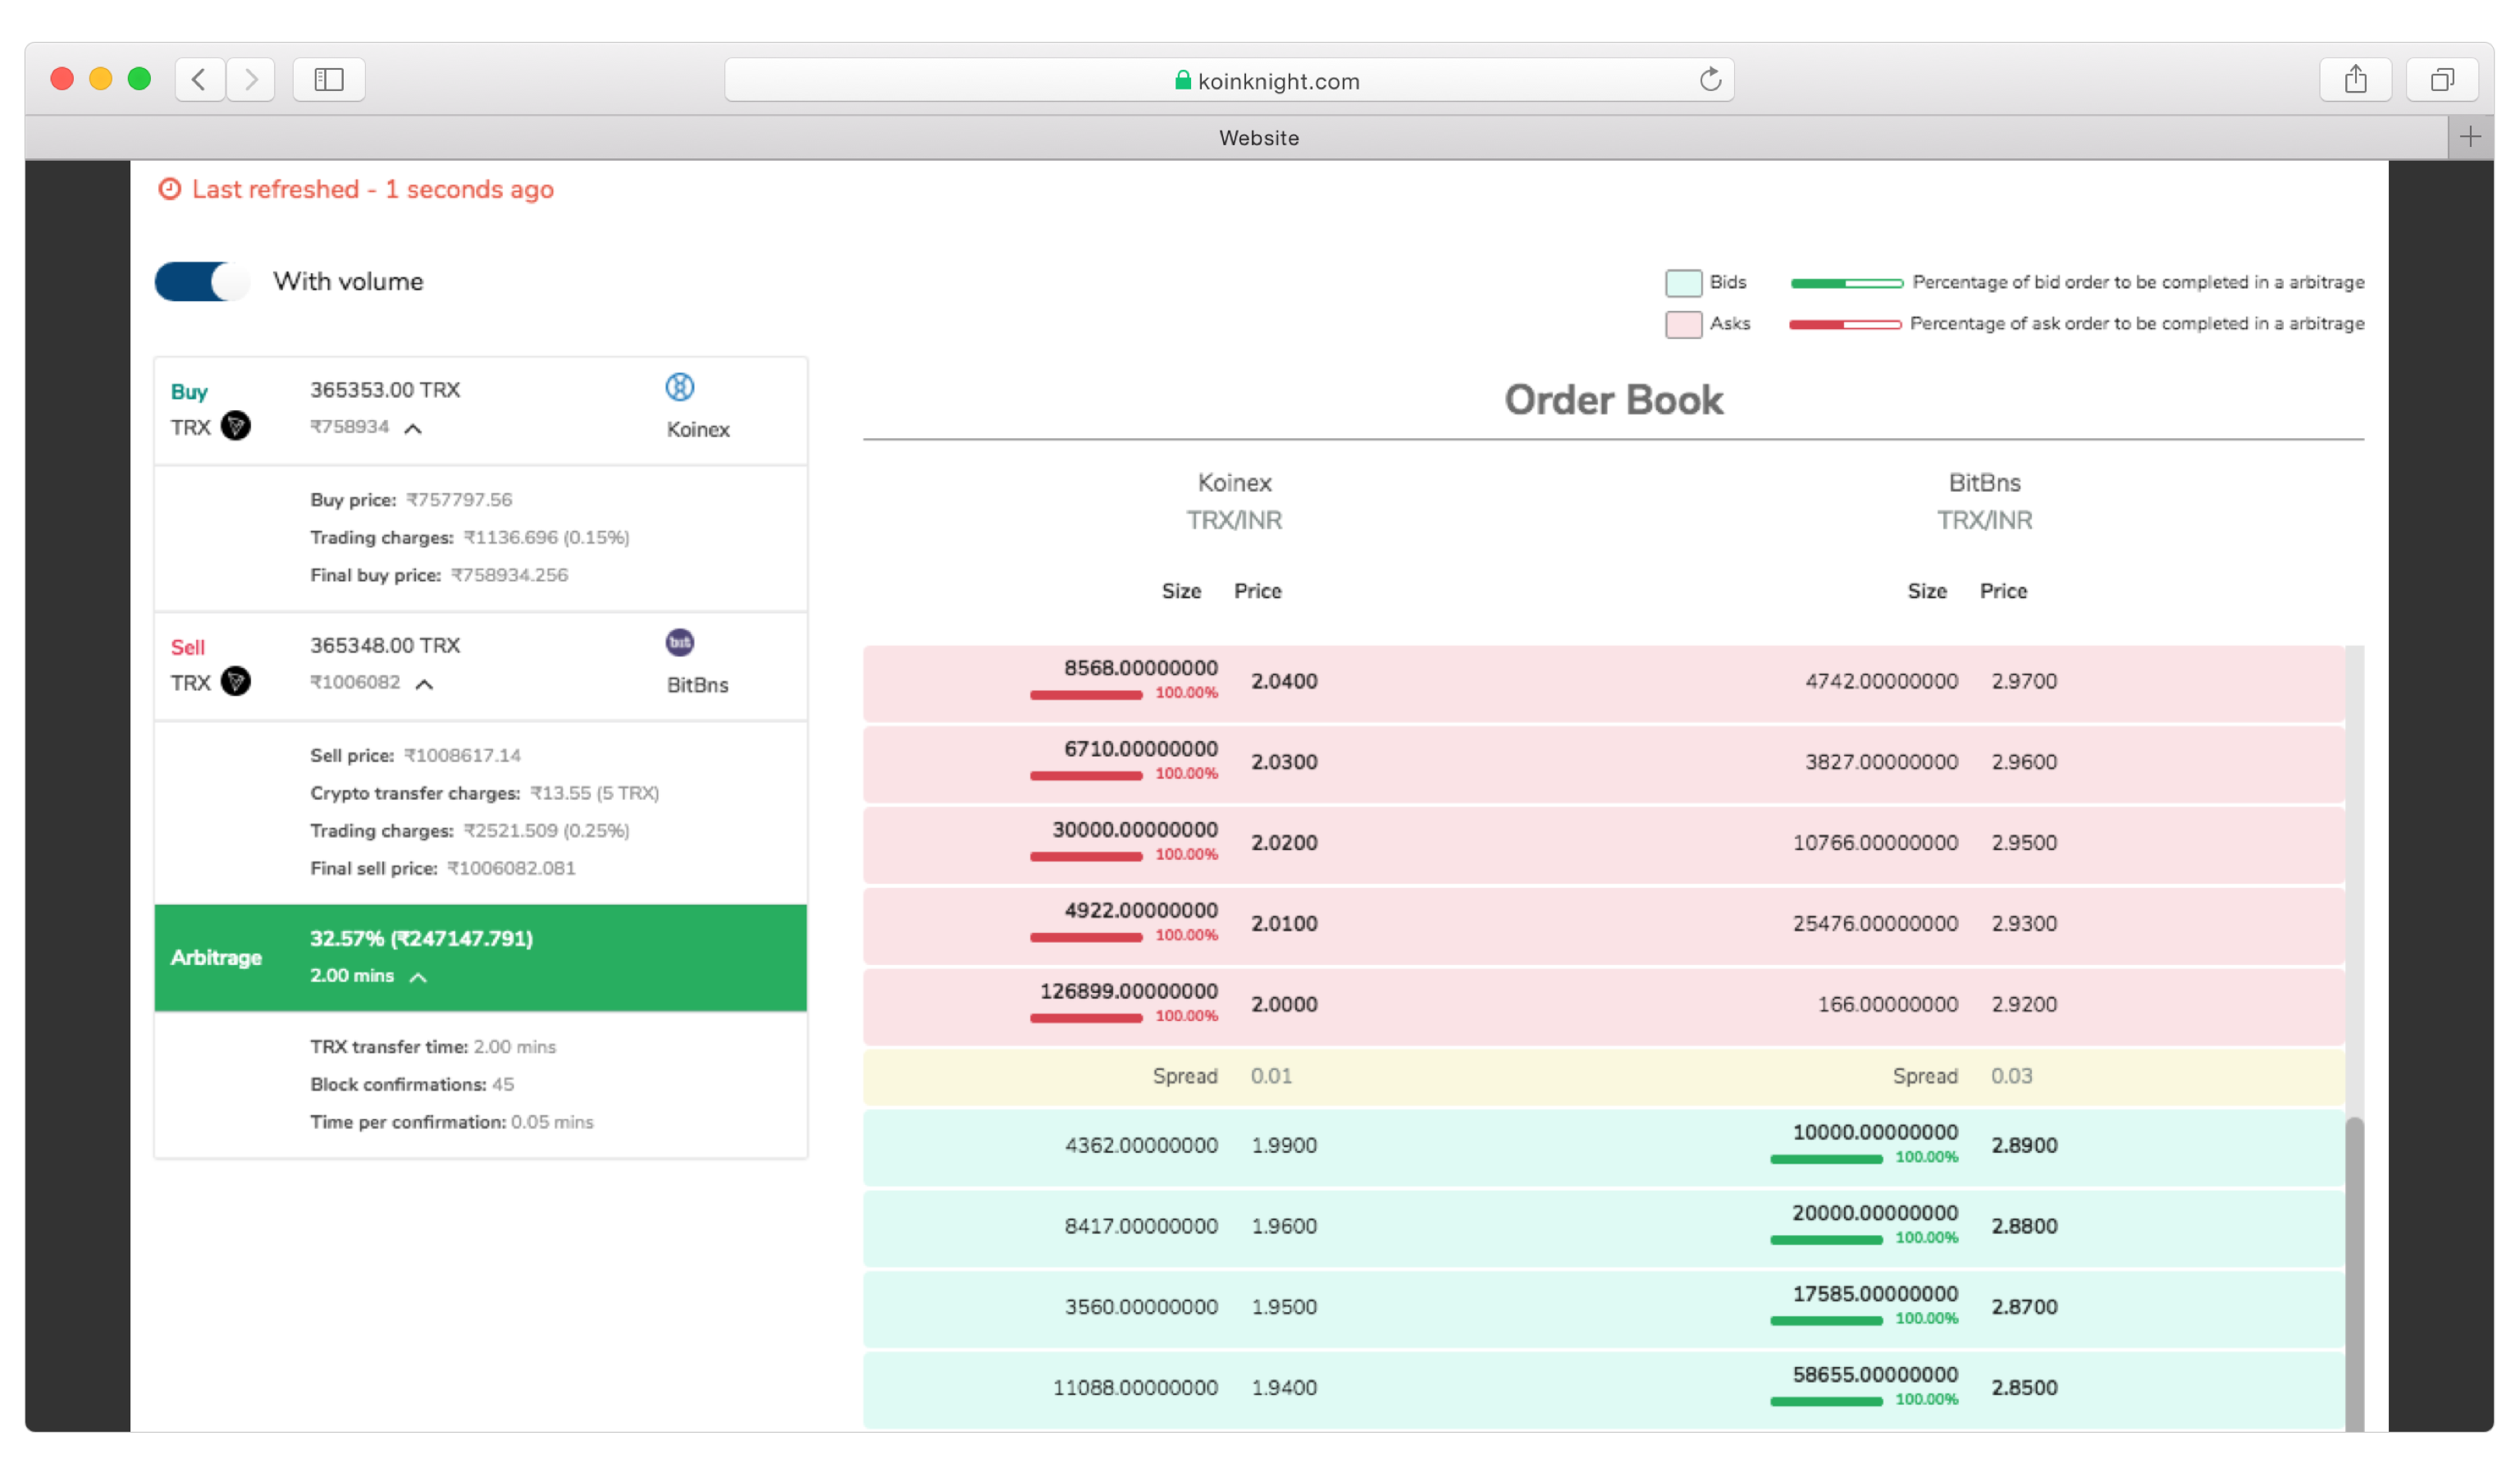 koinknight.com
Website
Last refreshed - 1 seconds ago
With volume
Bids
Percentage of bid order to be completed in a arbitrage
Asks
Percentage of ask order to be completed in a arbitrage
Buy
TRX
365353.00 TRX
₹758934
Koinex
Buy price: ₹757797.56
Trading charges: ₹1136.696 (0.15%)
Final buy price: ₹758934.256
Sell
TRX
365348.00 TRX
₹1006082
bit
BitBns
Sell price: ₹1008617.14
Crypto transfer charges: ₹13.55 (5 TRX)
Trading charges: ₹2521.509 (0.25%)
Final sell price: ₹1006082.081
Arbitrage
32.57% (₹247147.791)
2.00 mins
TRX transfer time: 2.00 mins
Block confirmations: 45
Time per confirmation: 0.05 mins
Order Book
Koinex BitBns
TRX/INR TRX/INR
Size Price Size Price
8568.00000000 2.0400 4742.00000000 2.9700
100.00%
6710.00000000 2.0300 3827.00000000 2.9600
100.00%
30000.00000000 2.0200 10766.00000000 2.9500
100.00%
4922.00000000 2.0100 25476.00000000 2.9300
100.00%
126899.00000000 2.0000 166.00000000 2.9200
100.00%
Spread 0.01 Spread 0.03
4362.00000000 1.9900 10000.00000000 2.8900
100.00%
8417.00000000 1.9600 20000.00000000 2.8800
100.00%
3560.00000000 1.9500 17585.00000000 2.8700
100.00%
11088.00000000 1.9400 58655.00000000 2.8500
100.00%